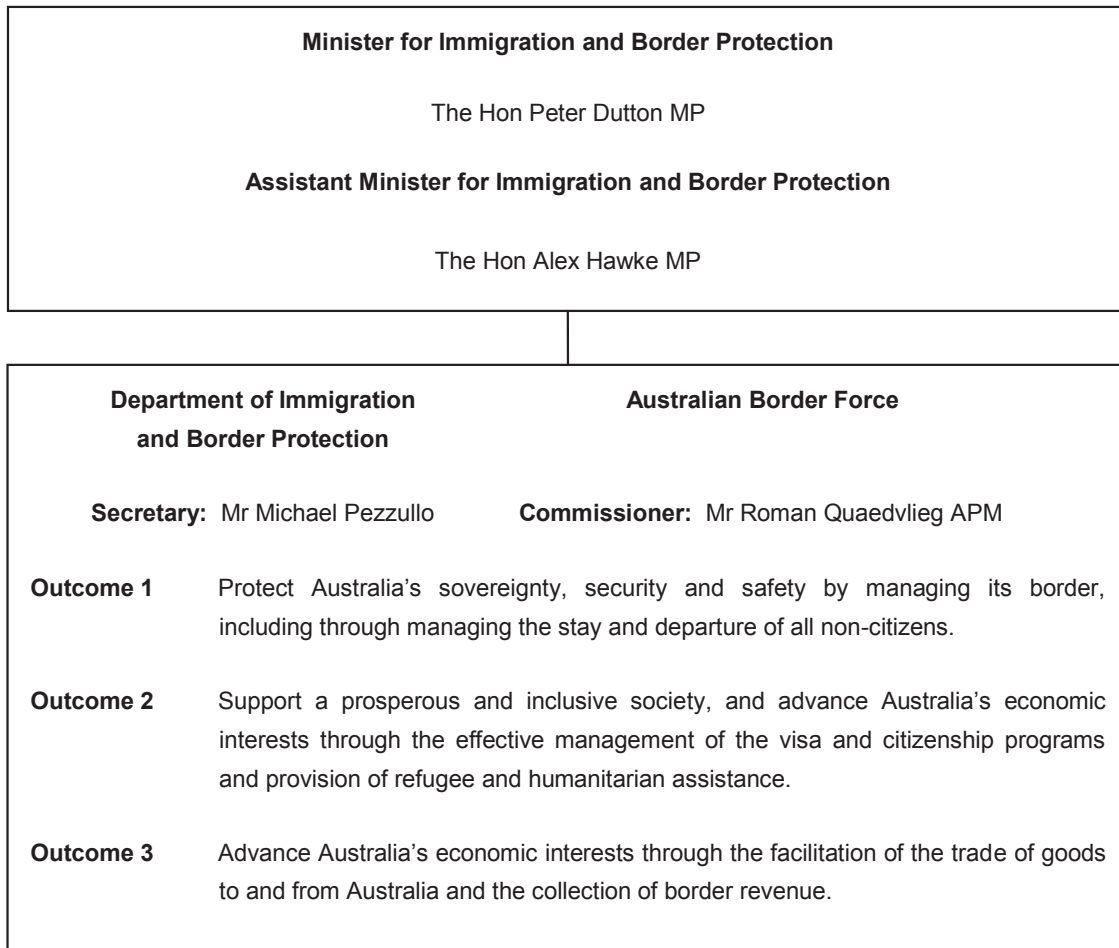 Minister for Immigration and Border Protection
The Hon Peter Dutton MP
Assistant Minister for Immigration and Border Protection
The Hon Alex Hawke MP
Department of Immigration
and Border Protection
Australian Border Force
Secretary: Mr Michael Pezzullo
Commissioner: Mr Roman Quaedvlieg APM
Outcome 1 Protect Australia’s sovereignty, security and safety by managing its border,
including through managing the stay and departure of all non-citizens.
Outcome 2 Support a prosperous and inclusive society, and advance Australia’s economic
interests through the effective management of the visa and citizenship programs
and provision of refugee and humanitarian assistance.
Outcome 3 Advance Australia’s economic interests through the facilitation of the trade of goods
to and from Australia and the collection of border revenue.